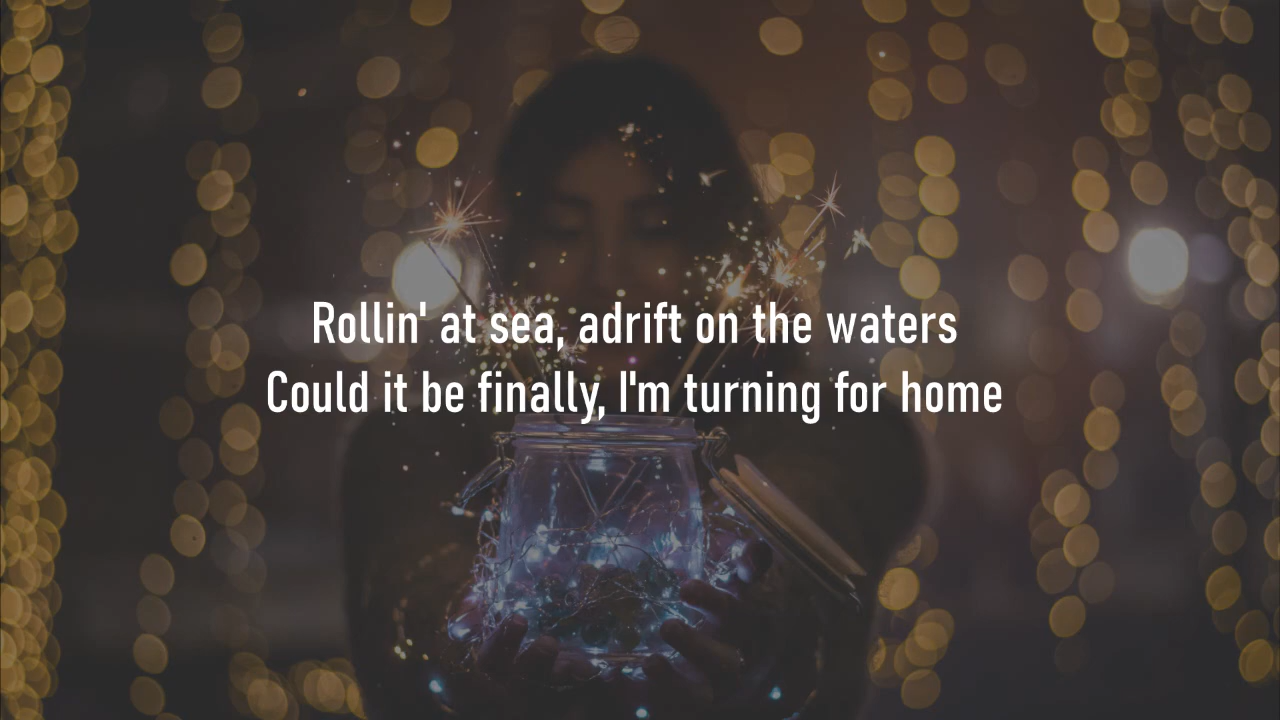 Rollin' at sea, adrift on the waters
Could it be finally, I'm turning for home